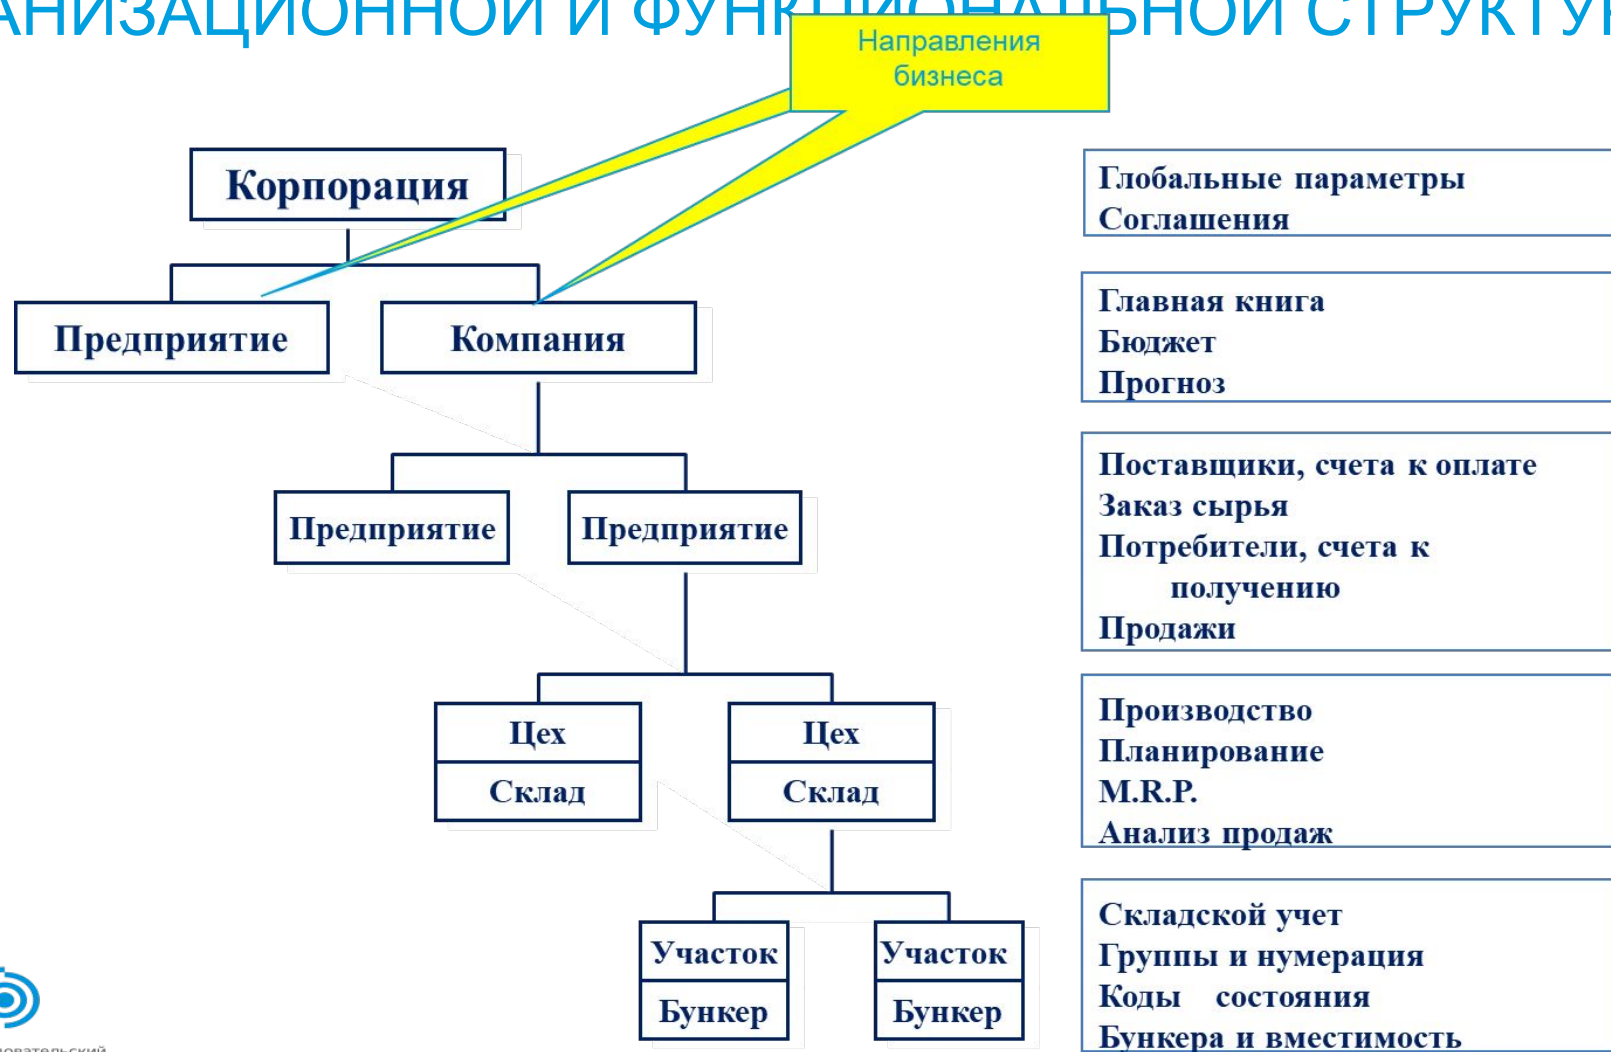 АНИЗАЦИОННОЙ И ФУНКЦИОНАЛЬНОЙ СТРУКТУ
Направления
бизнеса
Корпорация
Предприятие
Компания
Предприятие
Предприятие
Цех
Склад
Цех
Склад
Участок
Бункер
Участок
Бункер
Глобальные параметры
Соглашения
Главная книга
Бюджет
Прогноз
Поставщики, счета к оплате
Заказ сырья
Потребители, счета к
получению
Продажи
Производство
Планирование
M.R.P.
Анализ продаж
Складской учет
Группы и нумерация
Коды состояния
Бункера и вместимость